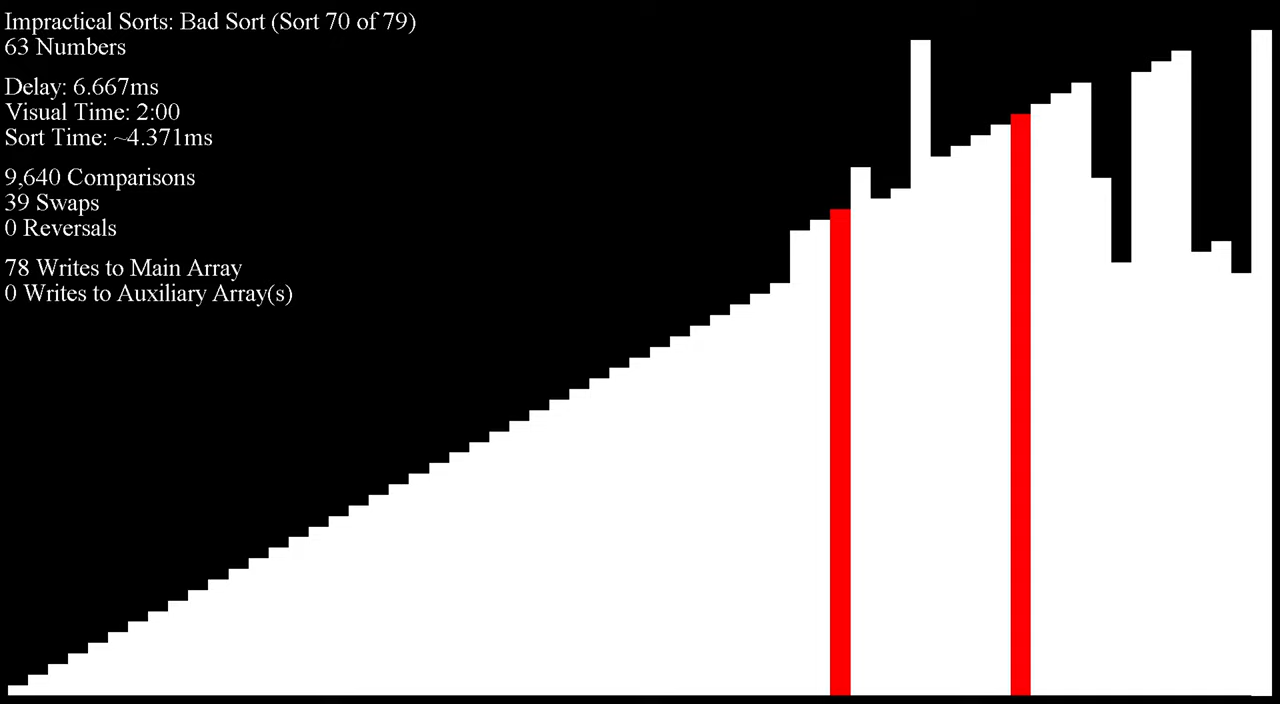 Impractical Sorts: Bad Sort (Sort 70 of 79)
63 Numbers
Delay: 6.667ms
Visual Time: 2:00
Sort Time: ~4.371ms
9,640 Comparisons
39 Swaps
0 Reversals
78 Writes to Main Array
0 Writes to Auxiliary Array(s)